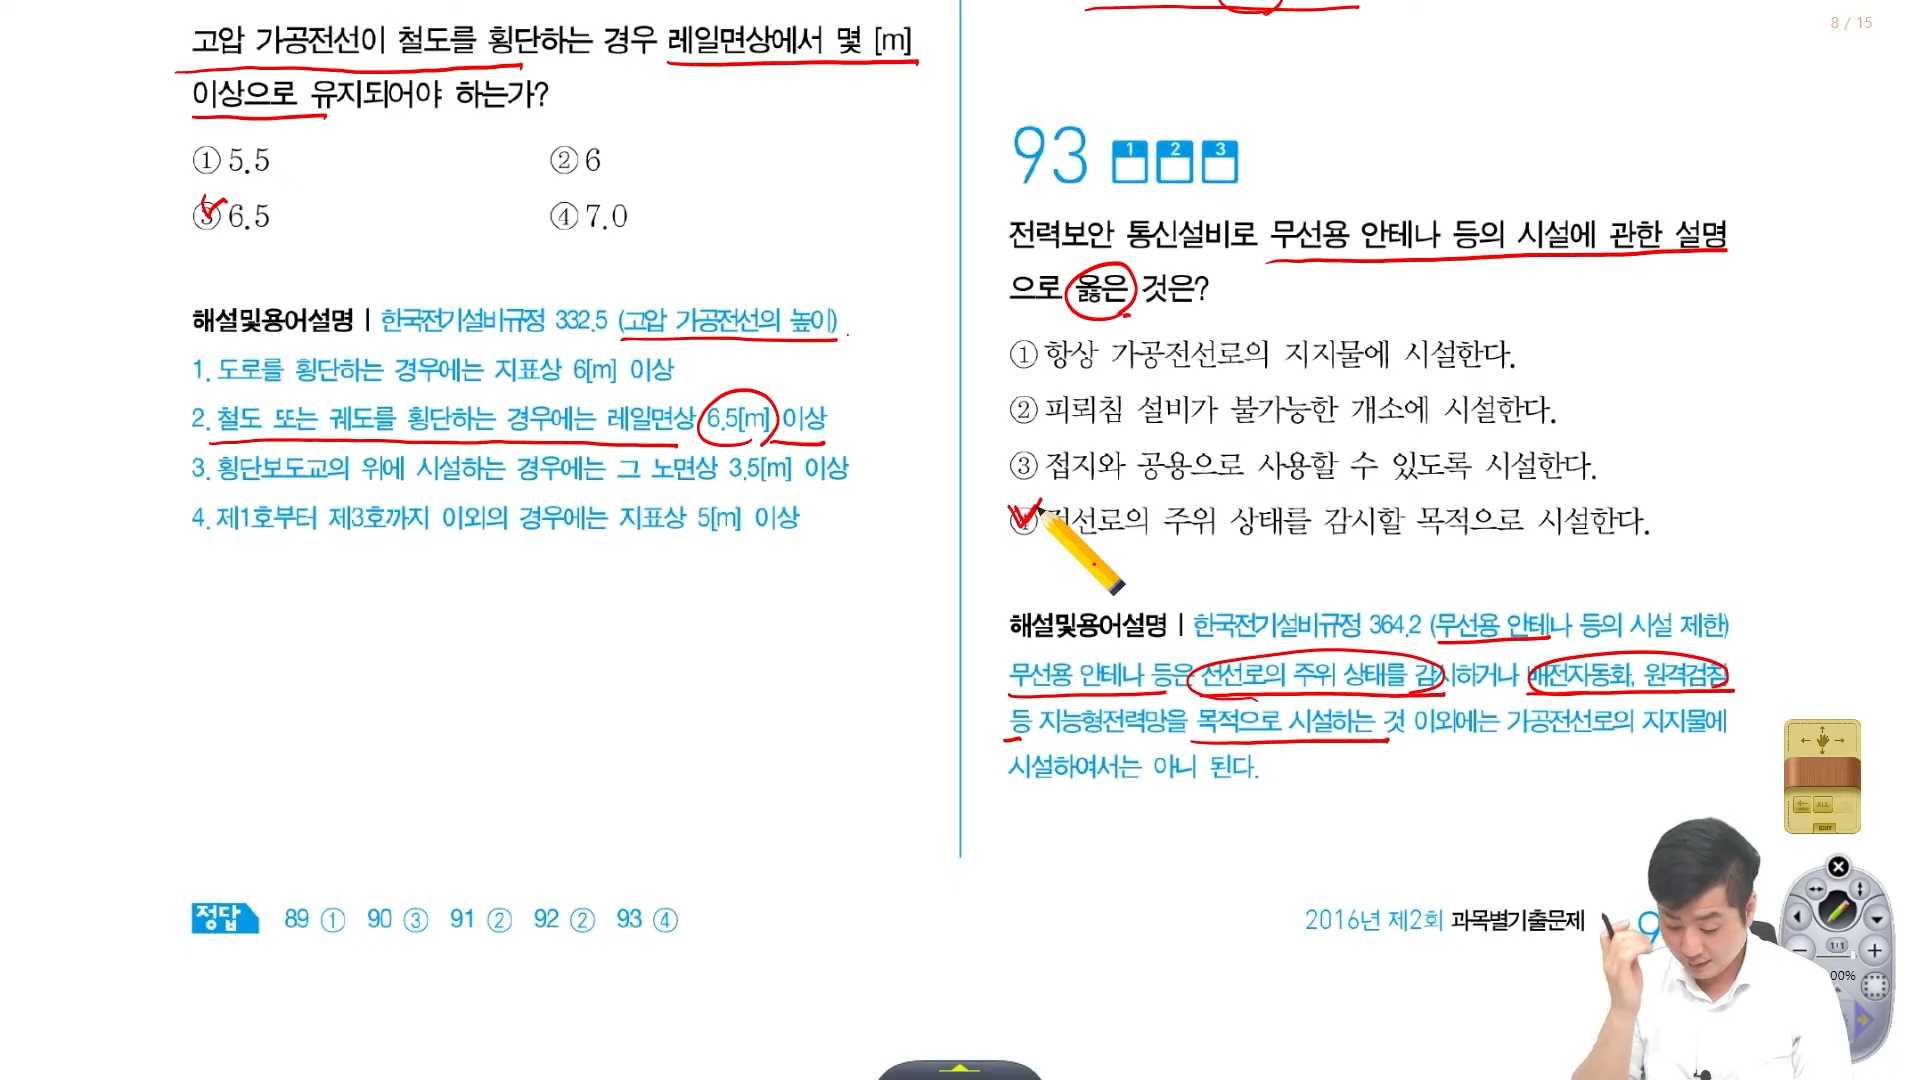 8 / 15
고압 가공전선이 철도를 횡단하는 경우 레일면상에서 몇 [m]
이상으로 유지되어야 하는가?
① 5.5
② 6
③ 6.5
④ 7.0
해설및용어설명 | 한국전기설비규정 332.5 (고압 가공전선의 높이)
1. 도로를 횡단하는 경우에는 지표상 6[m] 이상
2. 철도 또는 궤도를 횡단하는 경우에는 레일면상 6.5[m] 이상
3. 횡단보도교의 위에 시설하는 경우에는 그 노면상 3.5[m] 이상
4. 제1호부터 제3호까지 이외의 경우에는 지표상 5[m] 이상
93 1 2 3
전력보안 통신설비로 무선용 안테나 등의 시설에 관한 설명
으로 옳은 것은?
① 항상 가공전선로의 지지물에 시설한다.
② 피뢰침 설비가 불가능한 개소에 시설한다.
③ 접지와 공용으로 사용할 수 있도록 시설한다.
④ 전선로의 주위 상태를 감시할 목적으로 시설한다.
해설및용어설명 | 한국전기설비규정 364.2 (무선용 안테나 등의 시설 제한)
무선용 안테나 등은 전선로의 주위 상태를 감시하거나 배전자동화, 원격검침
등 지능형전력망을 목적으로 시설하는 것 이외에는 가공전선로의 지지물에
시설하여서는 아니 된다.
정답 89 ① 90 ③ 91 ② 92 ② 93 ④
2016년 제2회 과목별기출문제 9
ALL
EXIT
1:1
00%